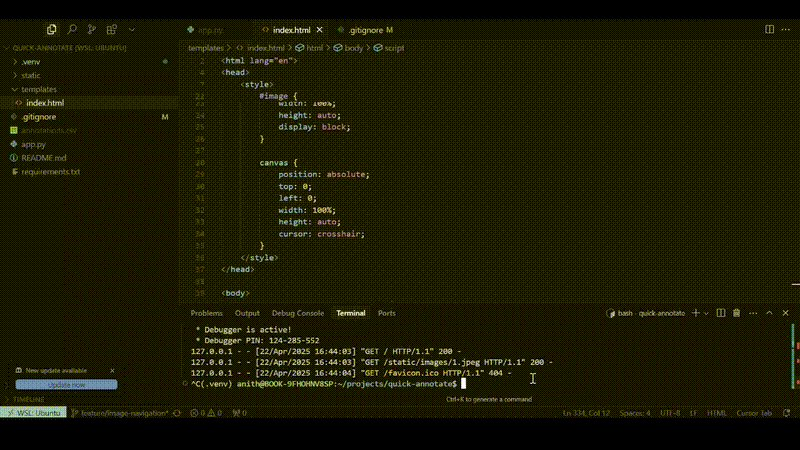 app.py
index.html
.gitignore M
QUICK-ANNOTATE [WSL: UBUNTU]
.venv
static
templates
index.html
.gitignore M
annotations.csv
app.py
README.md
requirements.txt
templates > index.html > html > body > script
2 <html lang="en">
6 <head>
7 <style>
21 #image {
23 width: 100%;
24 height: auto;
25 display: block;
26 }
27
28 canvas {
29 position: absolute;
30 top: 0;
31 left: 0;
32 width: 100%;
33 height: auto;
34 cursor: crosshair;
35 }
36 </style>
37 </head>
38
39 <body>
Problems Output Debug Console Terminal Ports
bash - quick-annotate
* Debugger is active!
* Debugger PIN: 124-285-552
127.0.0.1 - - [22/Apr/2025 16:44:03] "GET / HTTP/1.1" 200 -
127.0.0.1 - - [22/Apr/2025 16:44:03] "GET /static/images/1.jpeg HTTP/1.1" 200 -
127.0.0.1 - - [22/Apr/2025 16:44:04] "GET /favicon.ico HTTP/1.1" 404 -
^C(.venv) anith@BOOK-9FHOHNV8SP:~/projects/quick-annotate$
Ctrl+K to generate a command
New update available
Update now
TIMELINE
WSL: Ubuntu
feature/image-navigation*
0 0
0
Ln 334, Col 12 Spaces: 4 UTF-8 LF HTML Cursor Tab